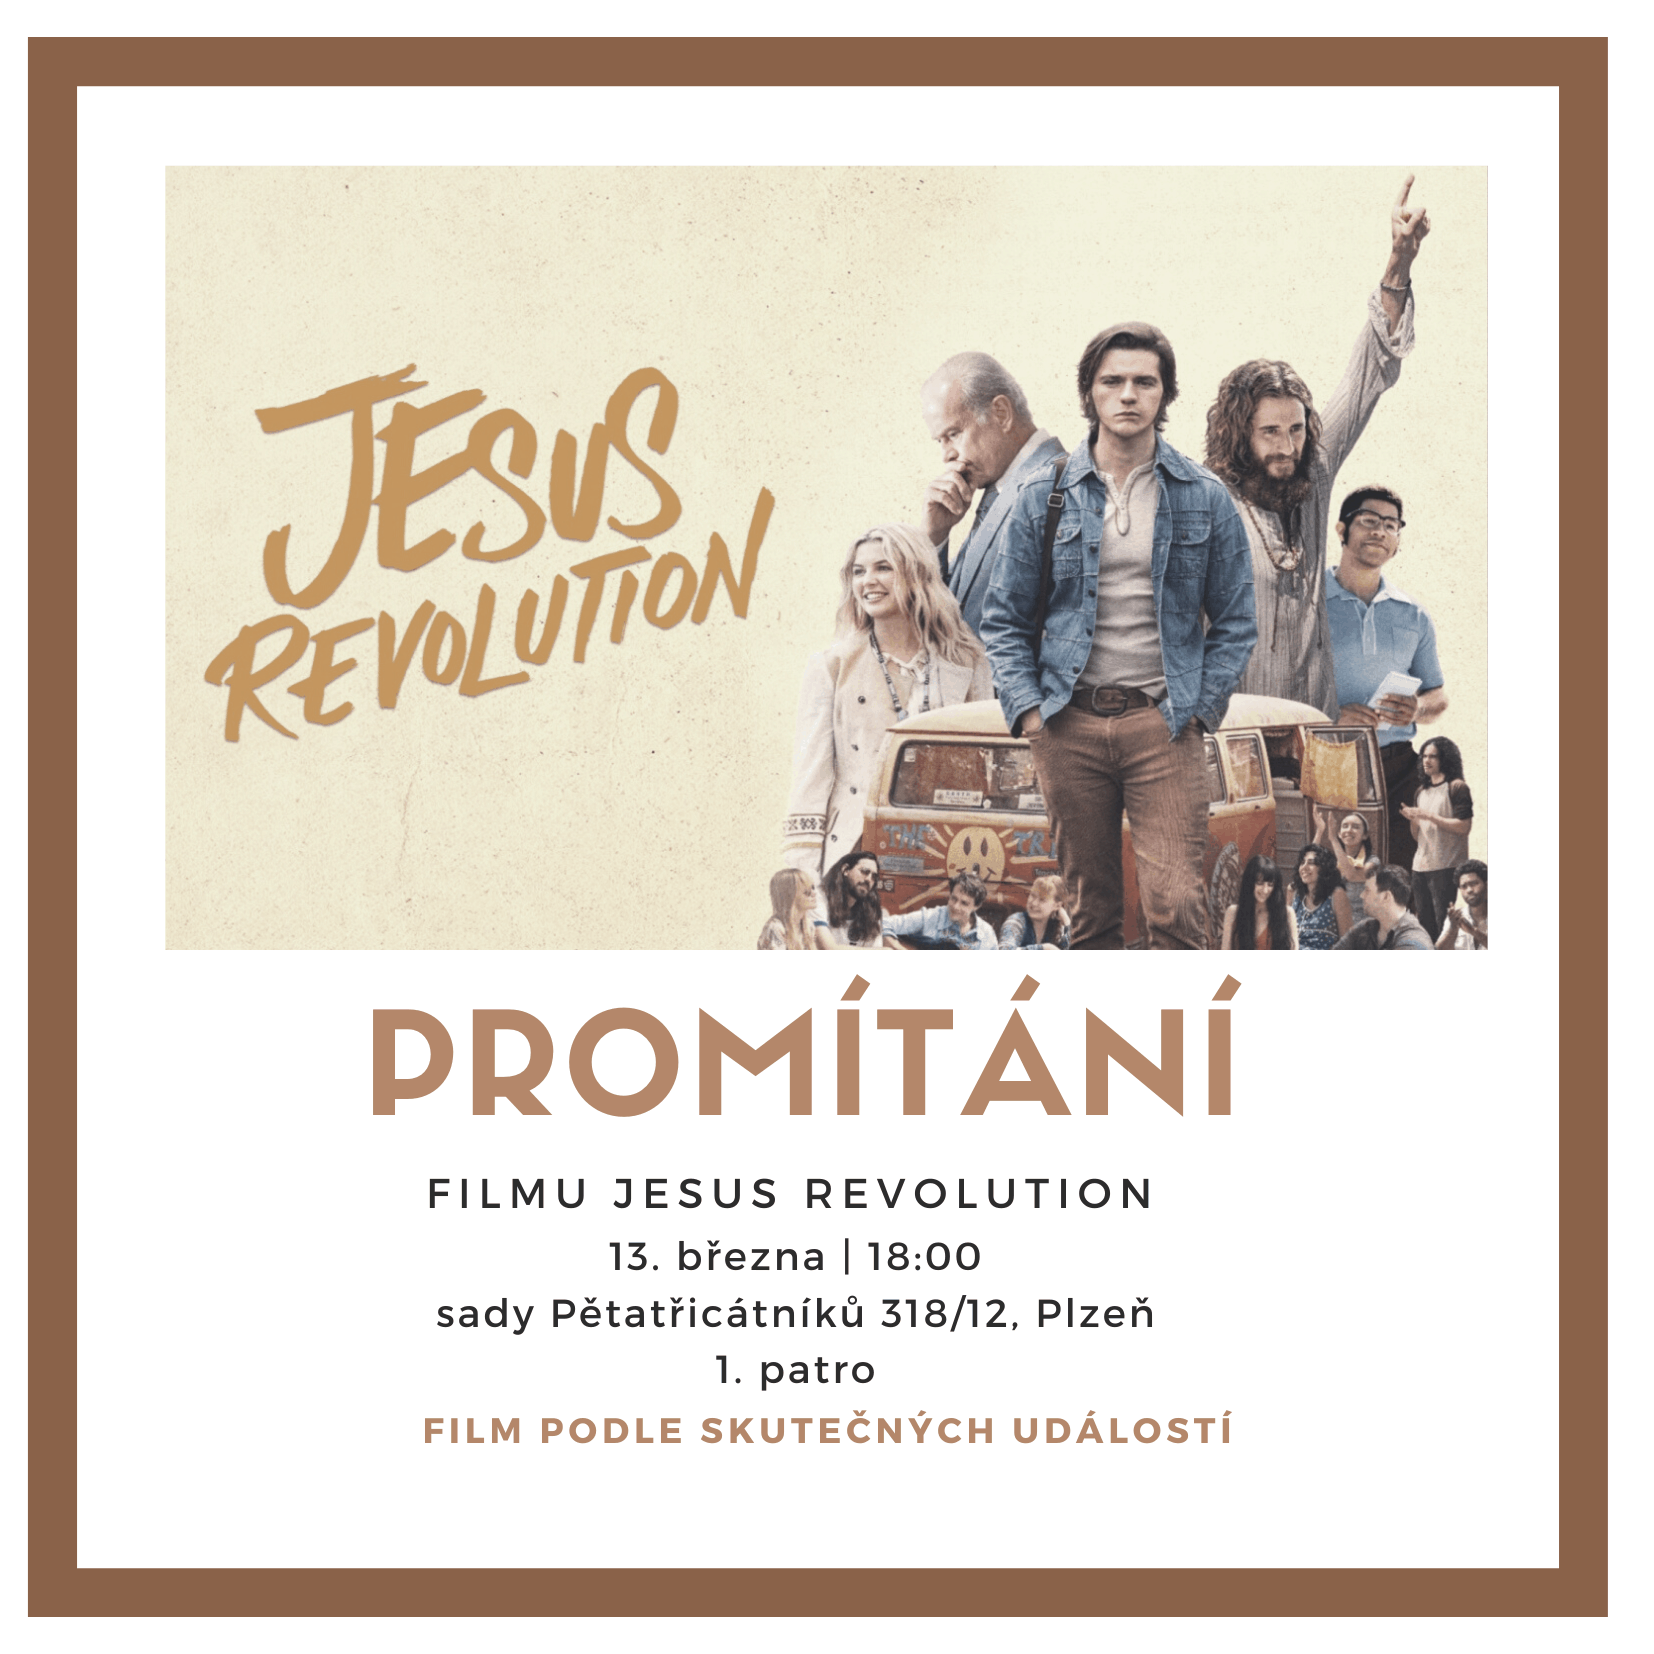 JESUS
REVOLUTION
THE
PROMÍTÁNÍ
FILMU JESUS REVOLUTION
13. března | 18:00
sady Pětatřicátníků 318/12, Plzeň
1. patro
FILM PODLE SKUTEČNÝCH UDÁLOSTÍ